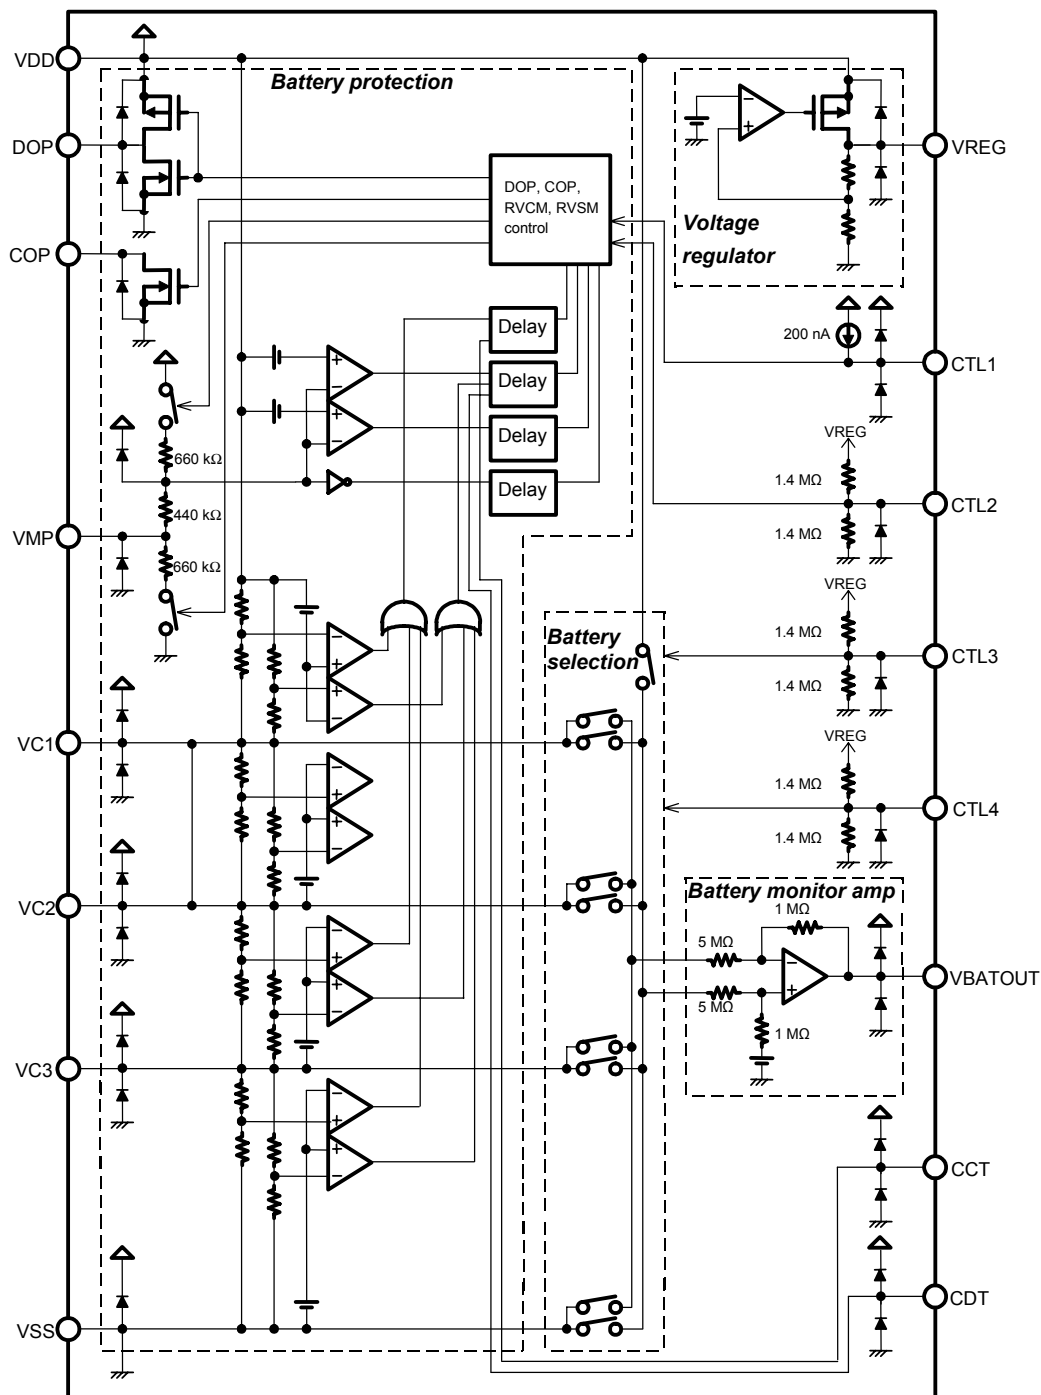 VDD
Battery protection
DOP
DOP, COP,
RVCM, RVSM
control
Voltage
regulator
VREG
COP
Delay
200 nA
CTL1
Delay
Delay
VREG
660 kΩ
1.4 MΩ
Delay
CTL2
440 kΩ
VMP
1.4 MΩ
660 kΩ
VREG
Battery
selection
1.4 MΩ
CTL3
1.4 MΩ
VC1
VREG
1.4 MΩ
CTL4
1.4 MΩ
Battery monitor amp
VC2
1 MΩ
5 MΩ
VBATOUT
5 MΩ
1 MΩ
VC3
CCT
CDT
VSS